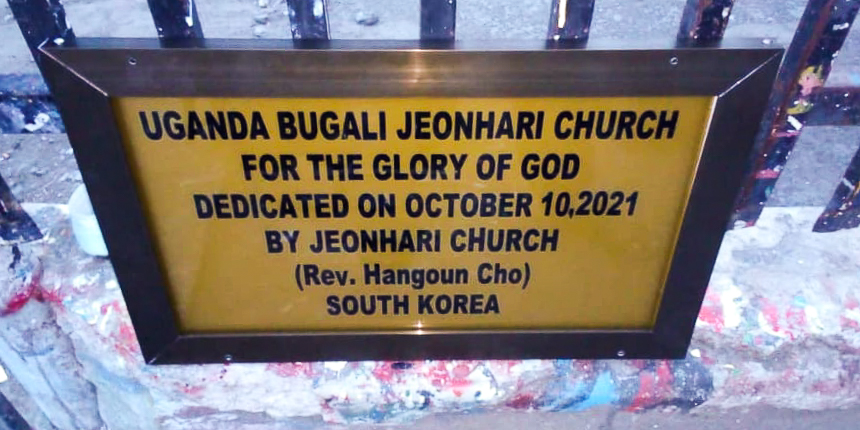 UGANDA BUGALI JEONHARI CHURCH
FOR THE GLORY OF GOD
DEDICATED ON OCTOBER 10,2021
BY JEONHARI CHURCH
(Rev. Hangoun Cho)
SOUTH KOREA